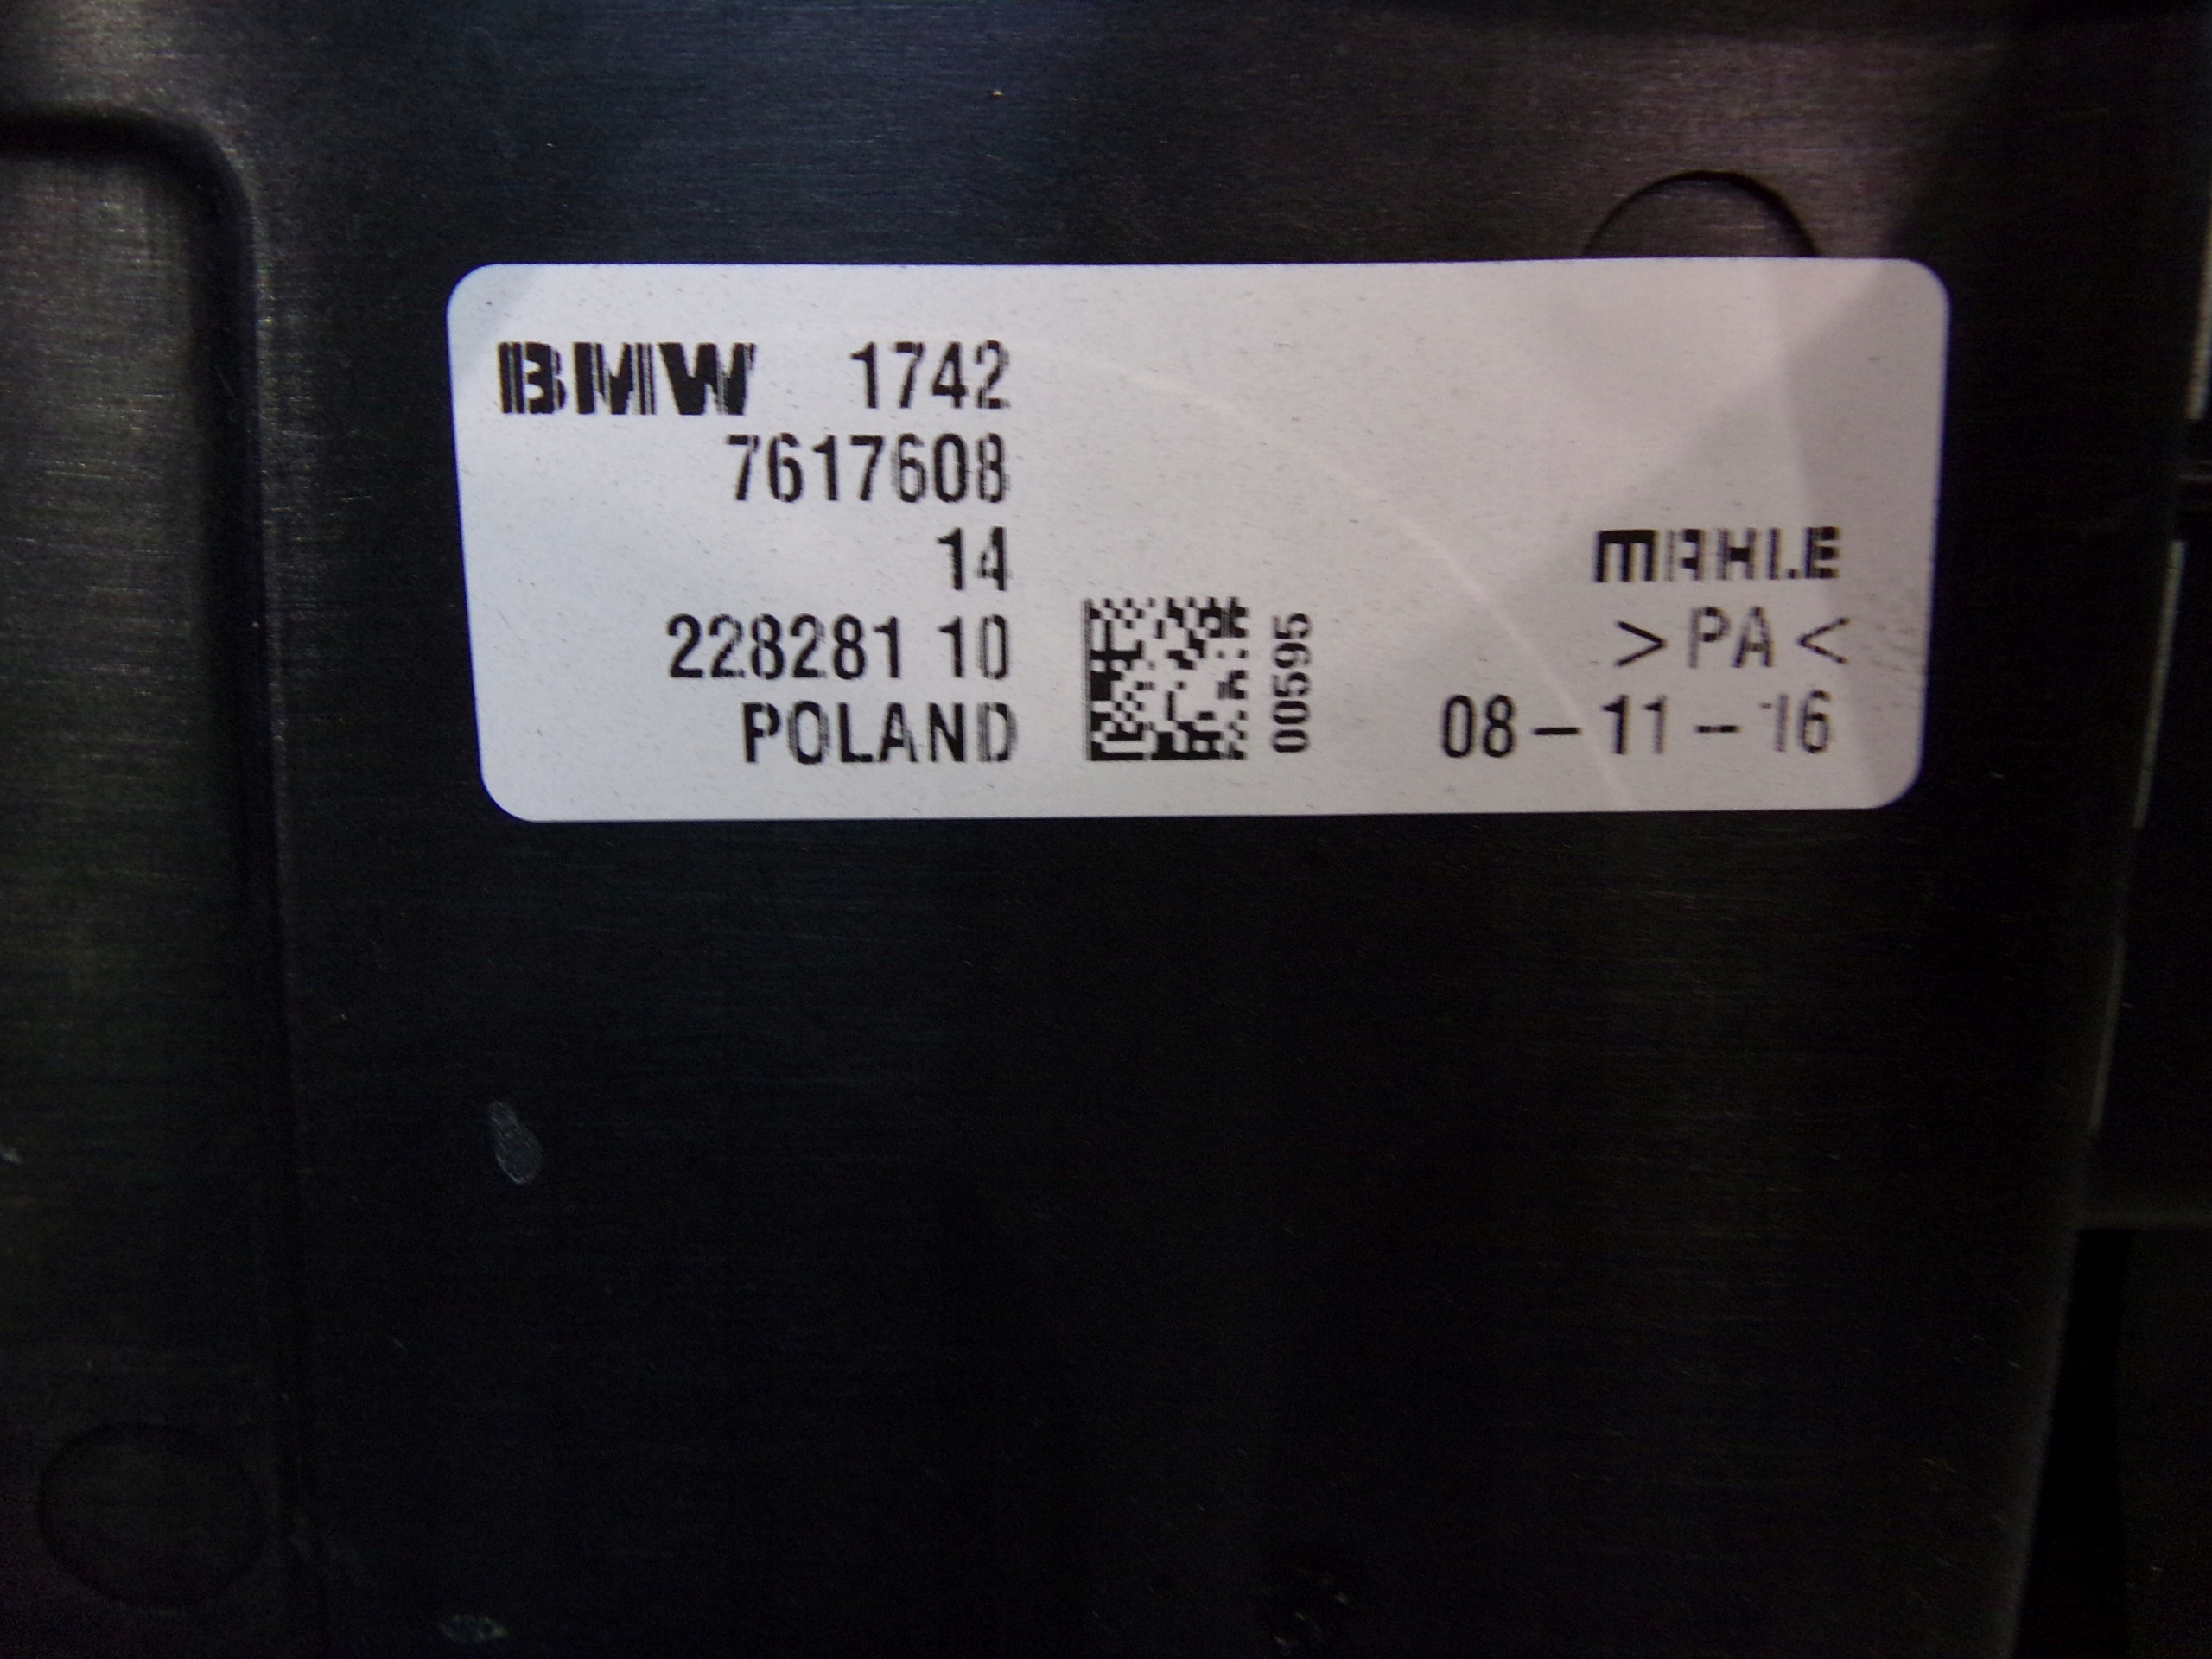 BMW 1742
7617608
14
228281 10
POLAND
00595
MAHLE
>PA<
08-11-16